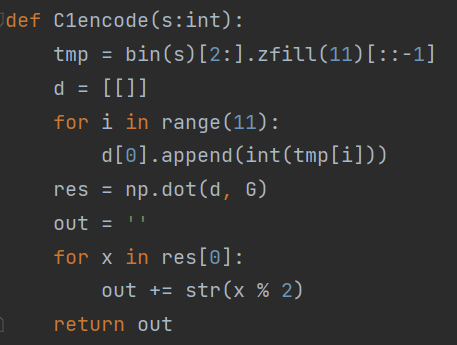 def C1encode(s:int):
    tmp = bin(s)[2:].zfill(11)[::-1]
    d = [[]]
    for i in range(11):
        d[0].append(int(tmp[i]))
    res = np.dot(d, G)
    out = ''
    for x in res[0]:
        out += str(x % 2)
    return out